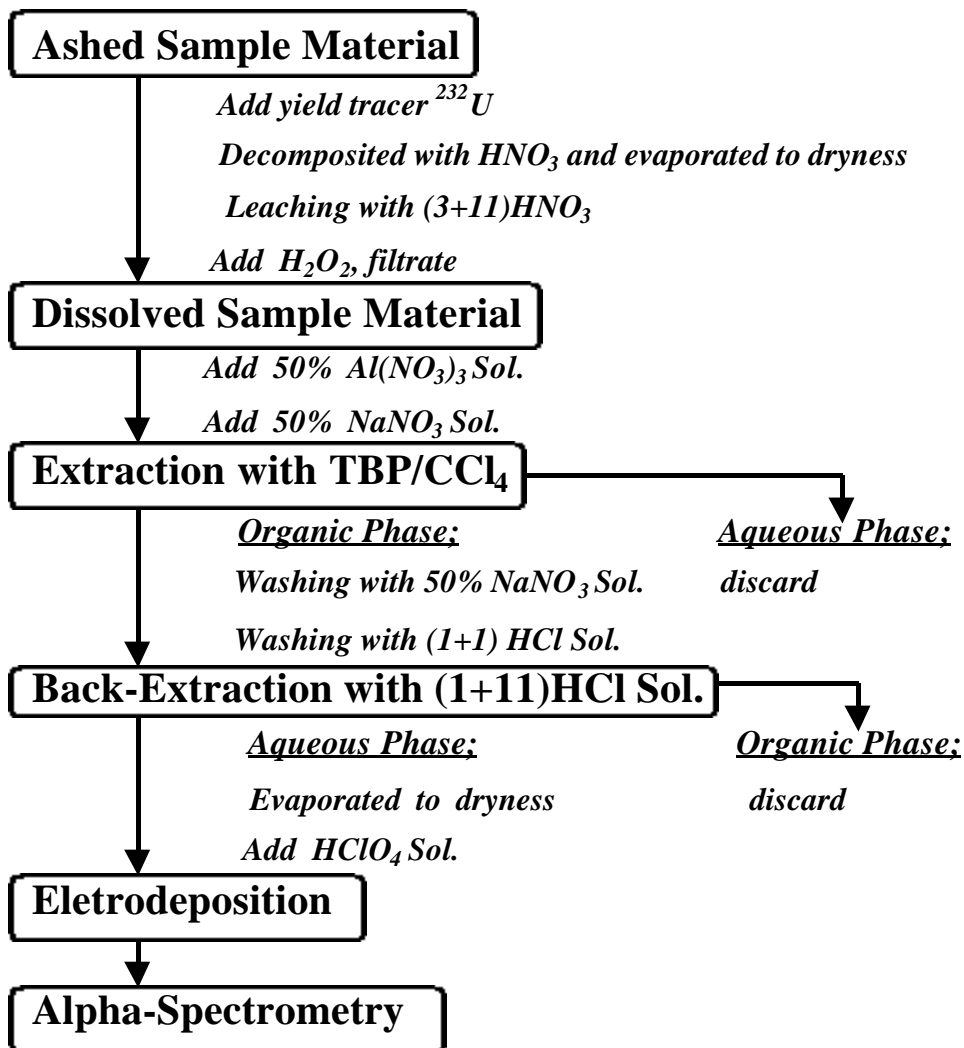 Ashed Sample Material
Add yield tracer ²³²U
Decomposited with HNO₃ and evaporated to dryness
Leaching with (3+11)HNO₃
Add H₂O₂, filtrate
Dissolved Sample Material
Add 50% Al(NO₃)₃ Sol.
Add 50% NaNO₃ Sol.
Extraction with TBP/CCl₄
Organic Phase; Aqueous Phase;
Washing with 50% NaNO₃ Sol. discard
Washing with (1+1) HCl Sol.
Back-Extraction with (1+11)HCl Sol.
Aqueous Phase; Organic Phase;
Evaporated to dryness discard
Add HClO₄ Sol.
Eletrodeposition
Alpha-Spectrometry